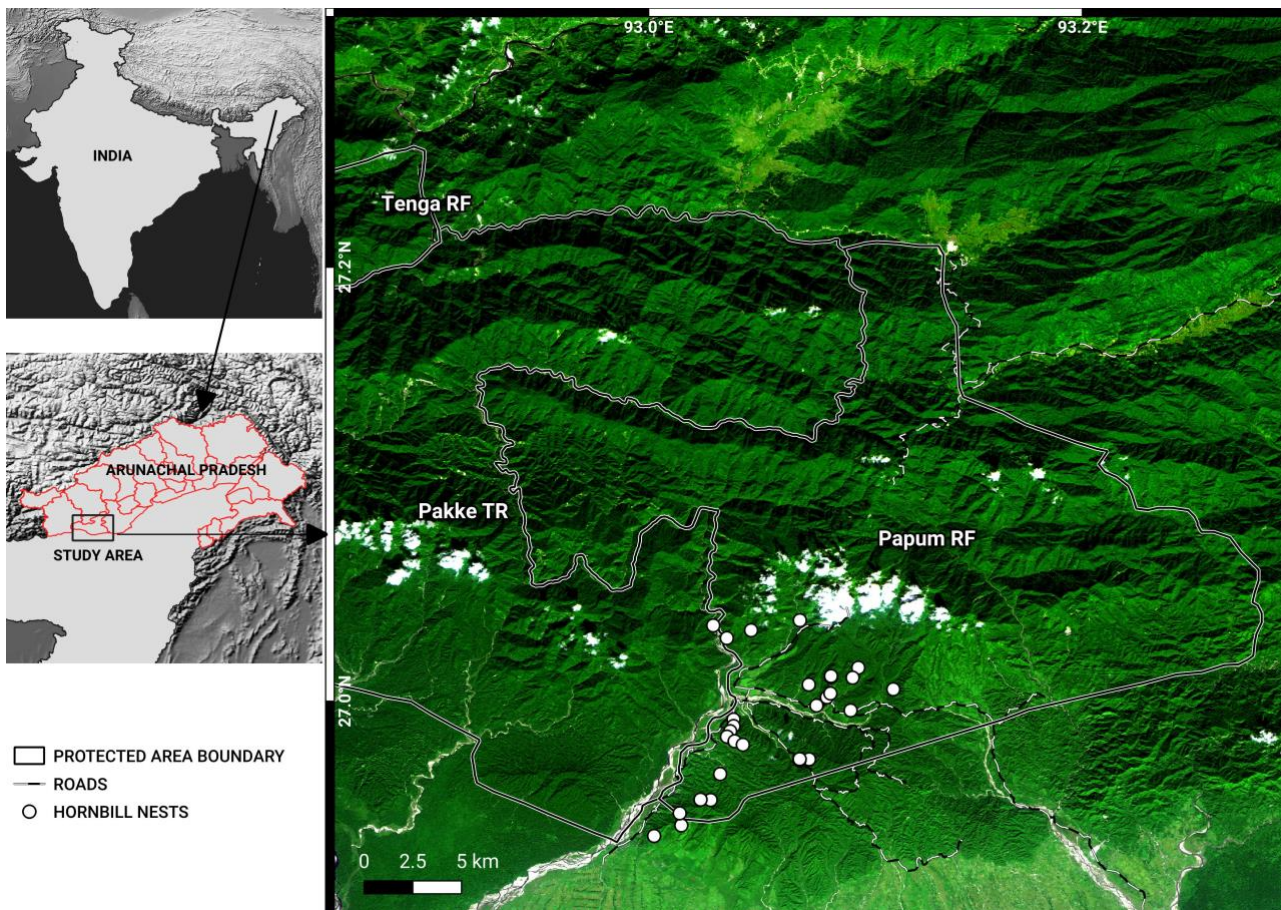 INDIA
ARUNACHAL PRADESH
STUDY AREA
PROTECTED AREA BOUNDARY
ROADS
HORNBILL NESTS
93.0°E
93.2°E
27.2°N
27.0°N
Tenga RF
Pakke TR
Papum RF
0 2.5 5 km